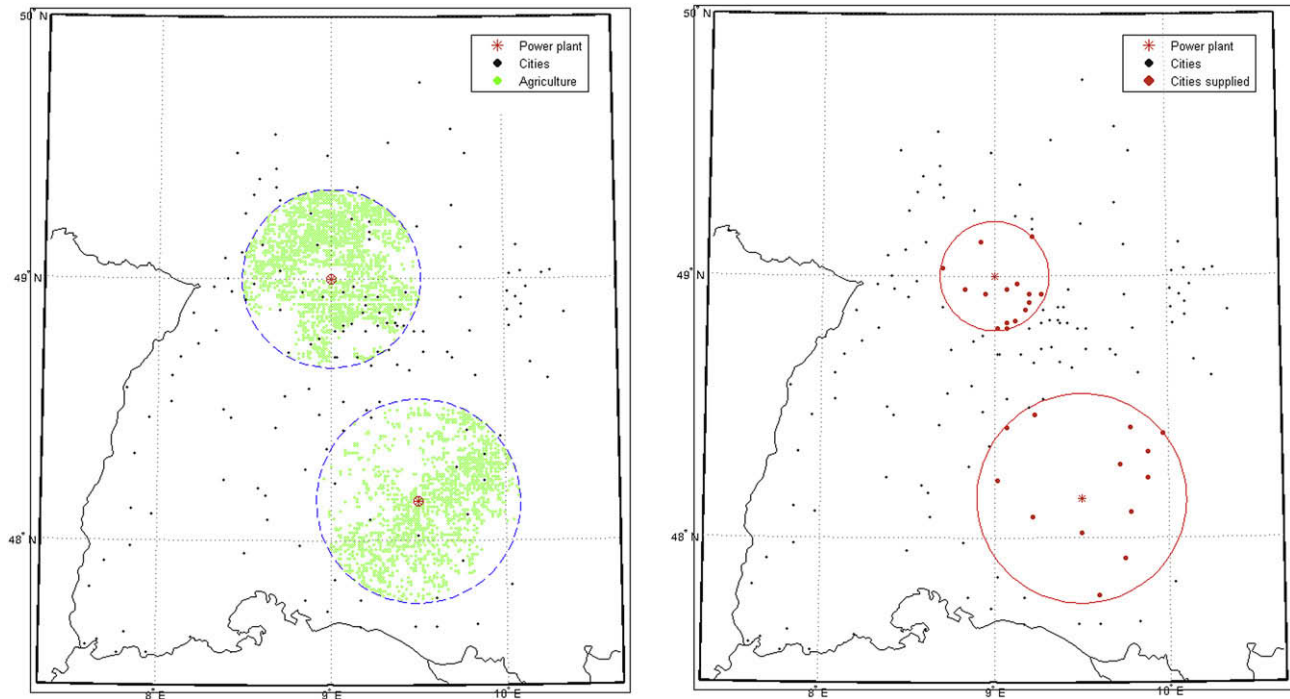 50° N
Power plant
Cities
Agriculture
49° N
48° N
8° E
9° E
10° E
50° N
Power plant
Cities
Cities supplied
49° N
48° N
8° E
9° E
10° E